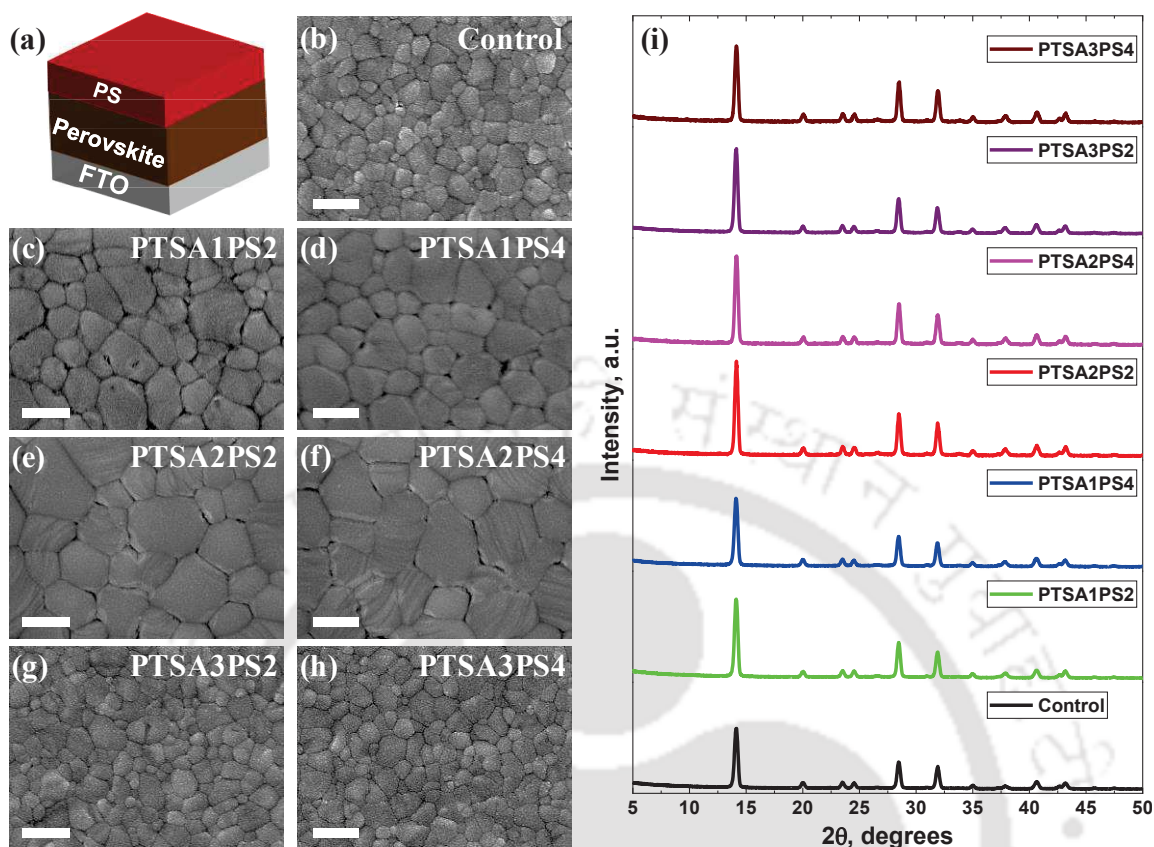 (a)
PS
Perovskite
FTO
(b) Control
(c) PTSA1PS2
(d) PTSA1PS4
(e) PTSA2PS2
(f) PTSA2PS4
(g) PTSA3PS2
(h) PTSA3PS4
(i)
PTSA3PS4
PTSA3PS2
PTSA2PS4
PTSA2PS2
PTSA1PS4
PTSA1PS2
Control
Intensity, a.u.
5 10 15 20 25 30 35 40 45 50
2θ, degrees